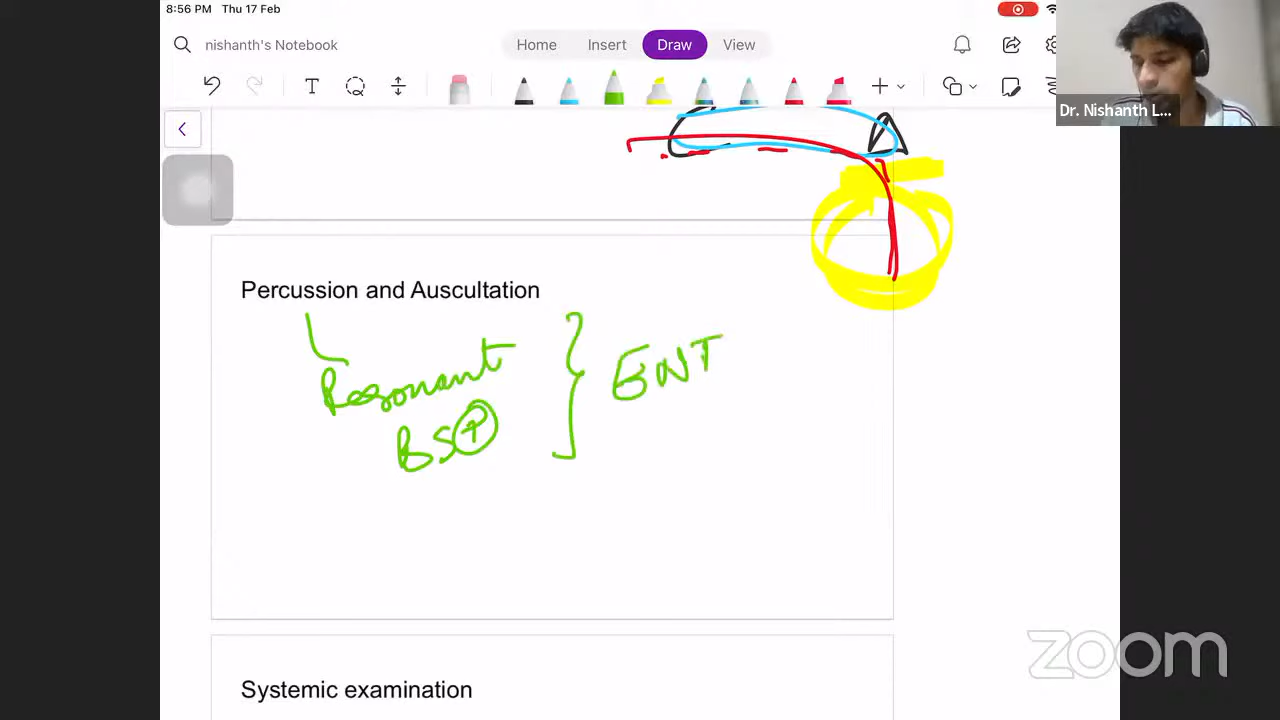 8:56 PM Thu 17 Feb
nishanth's Notebook
Home Insert Draw View
Dr. Nishanth L...
Percussion and Auscultation
Resonant
BS+
ENT
Systemic examination
zoom